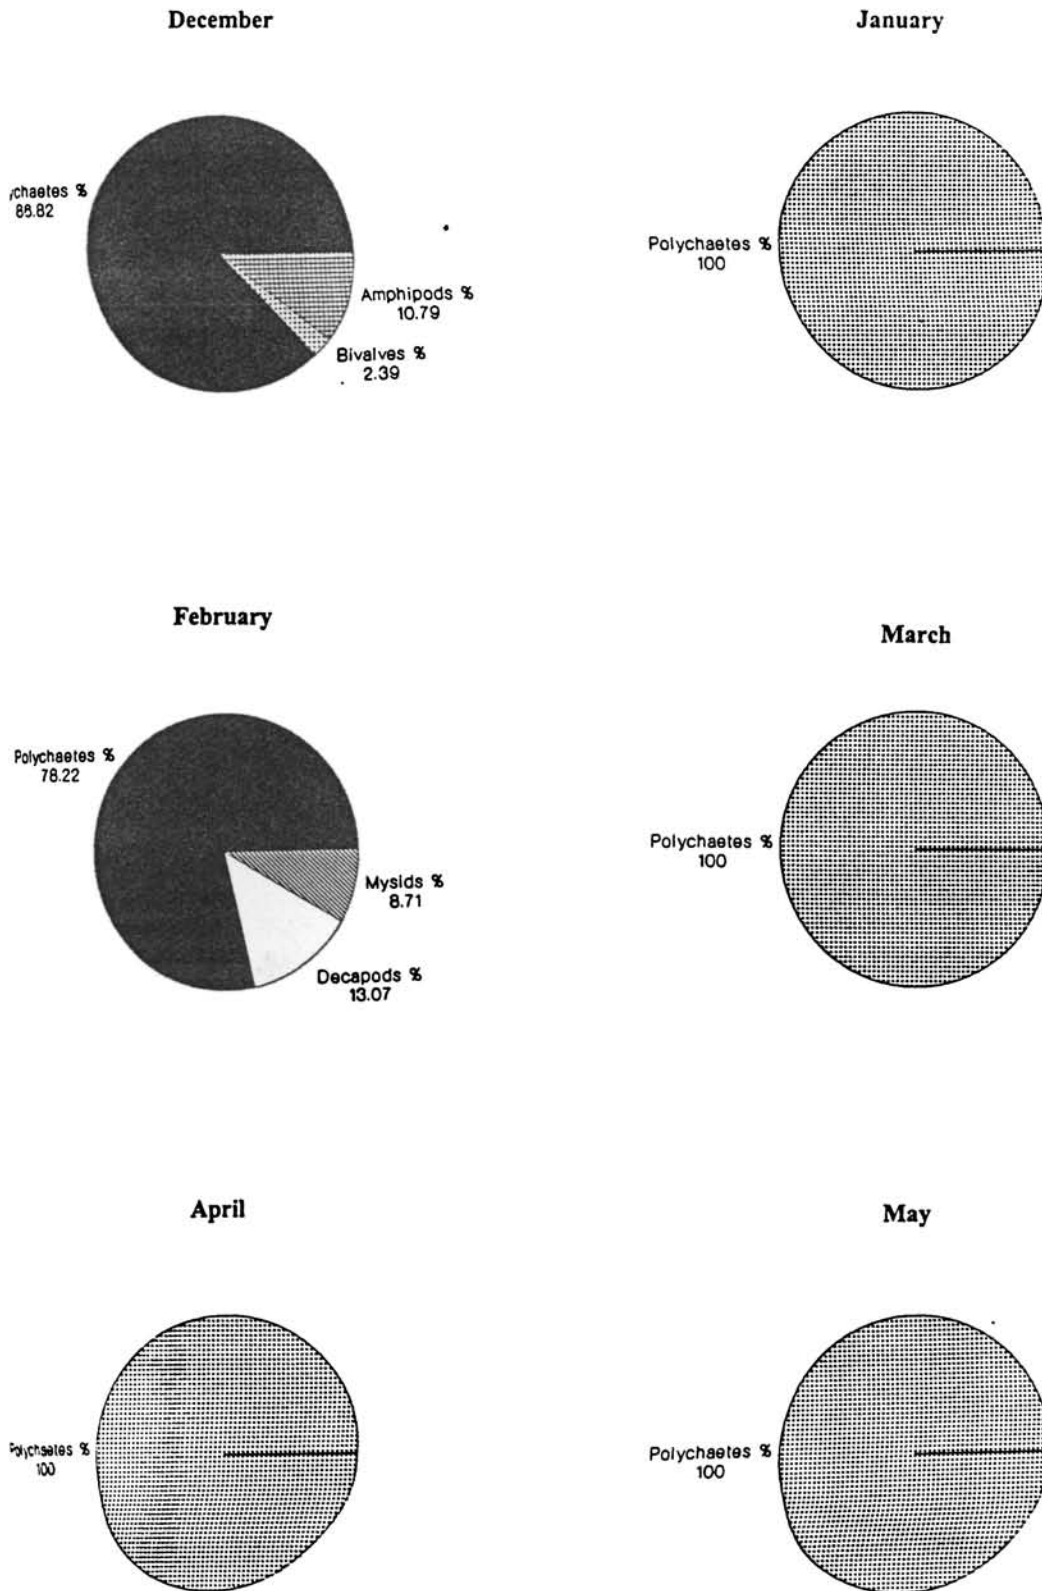 December
January
ychaetes %
86.82
Amphipods %
10.79
Bivalves %
2.39
Polychaetes %
100
February
March
Polychaetes %
78.22
Mysids %
8.71
Decapods %
13.07
Polychaetes %
100
April
May
Polychaetes %
100
Polychaetes %
100